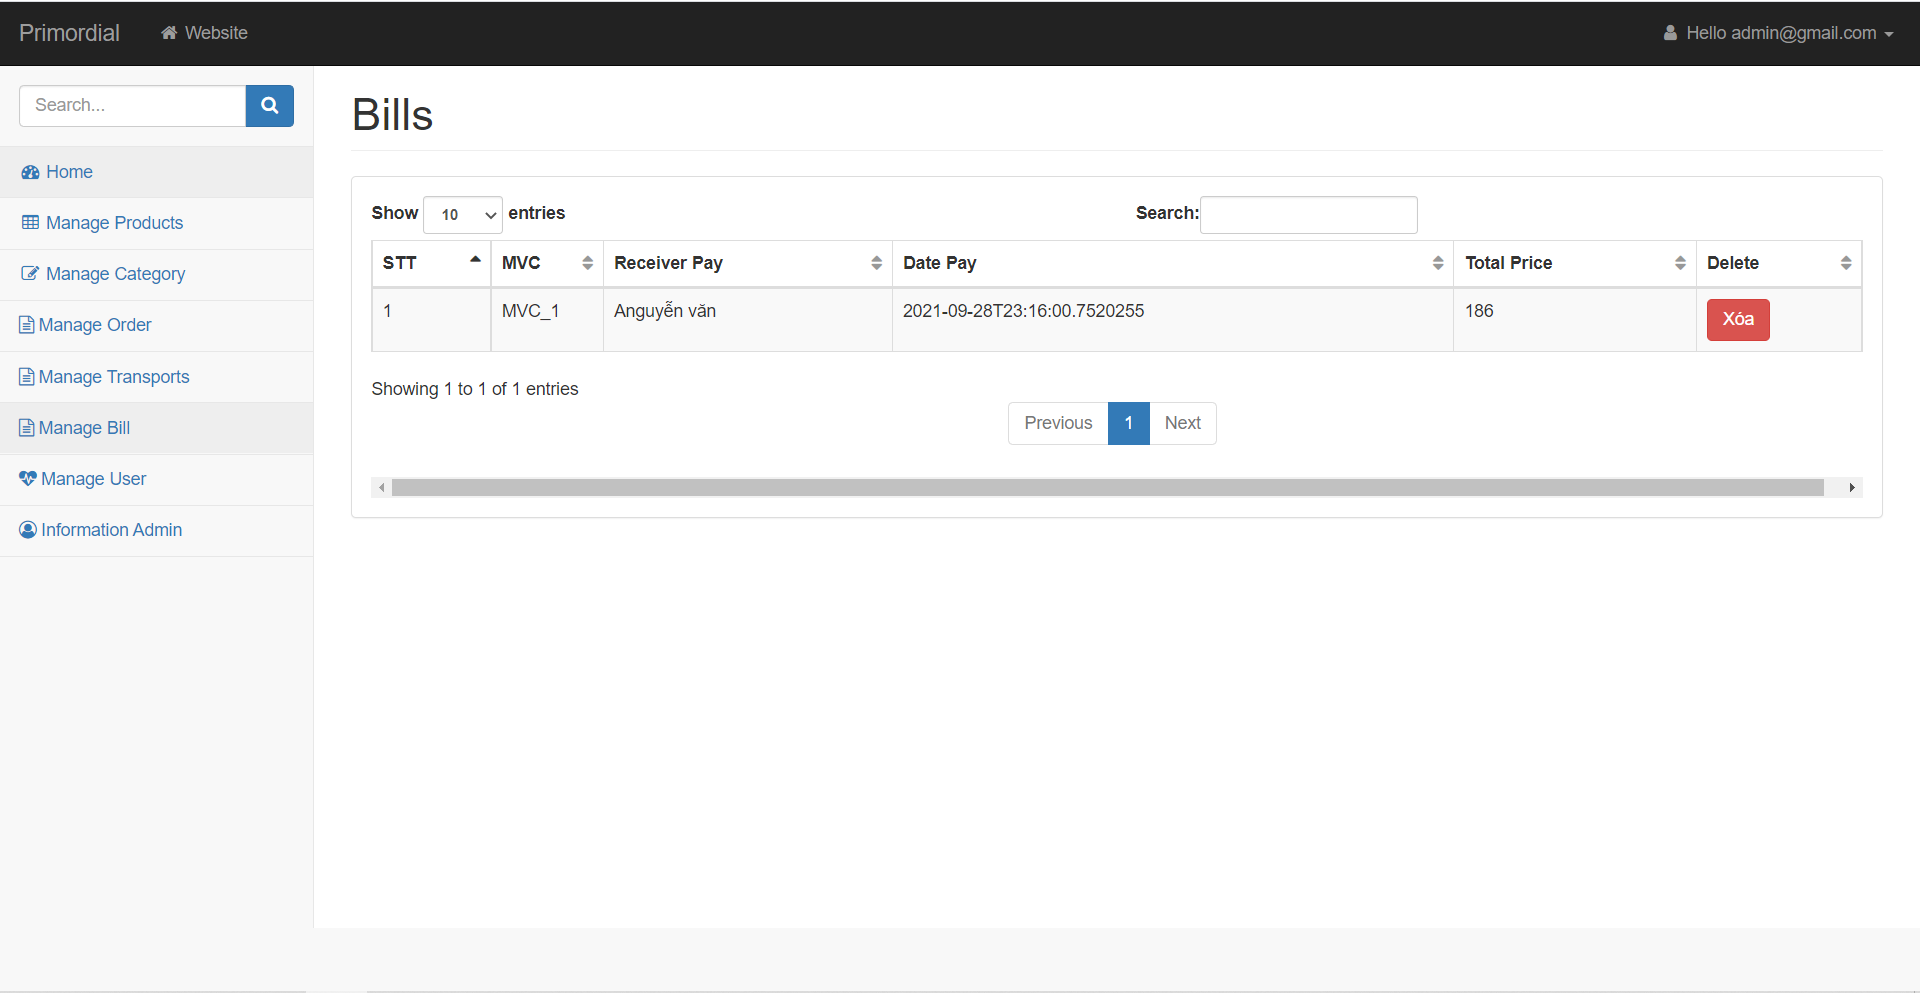 Primordial Website Hello admin@gmail.com
Search...
Home
Manage Products
Manage Category
Manage Order
Manage Transports
Manage Bill
Manage User
Information Admin
Bills
Show 10 entries Search:
STT MVC Receiver Pay Date Pay Total Price Delete
1 MVC_1 Anguyễn văn 2021-09-28T23:16:00.7520255 186 Xóa
Showing 1 to 1 of 1 entries
Previous 1 Next